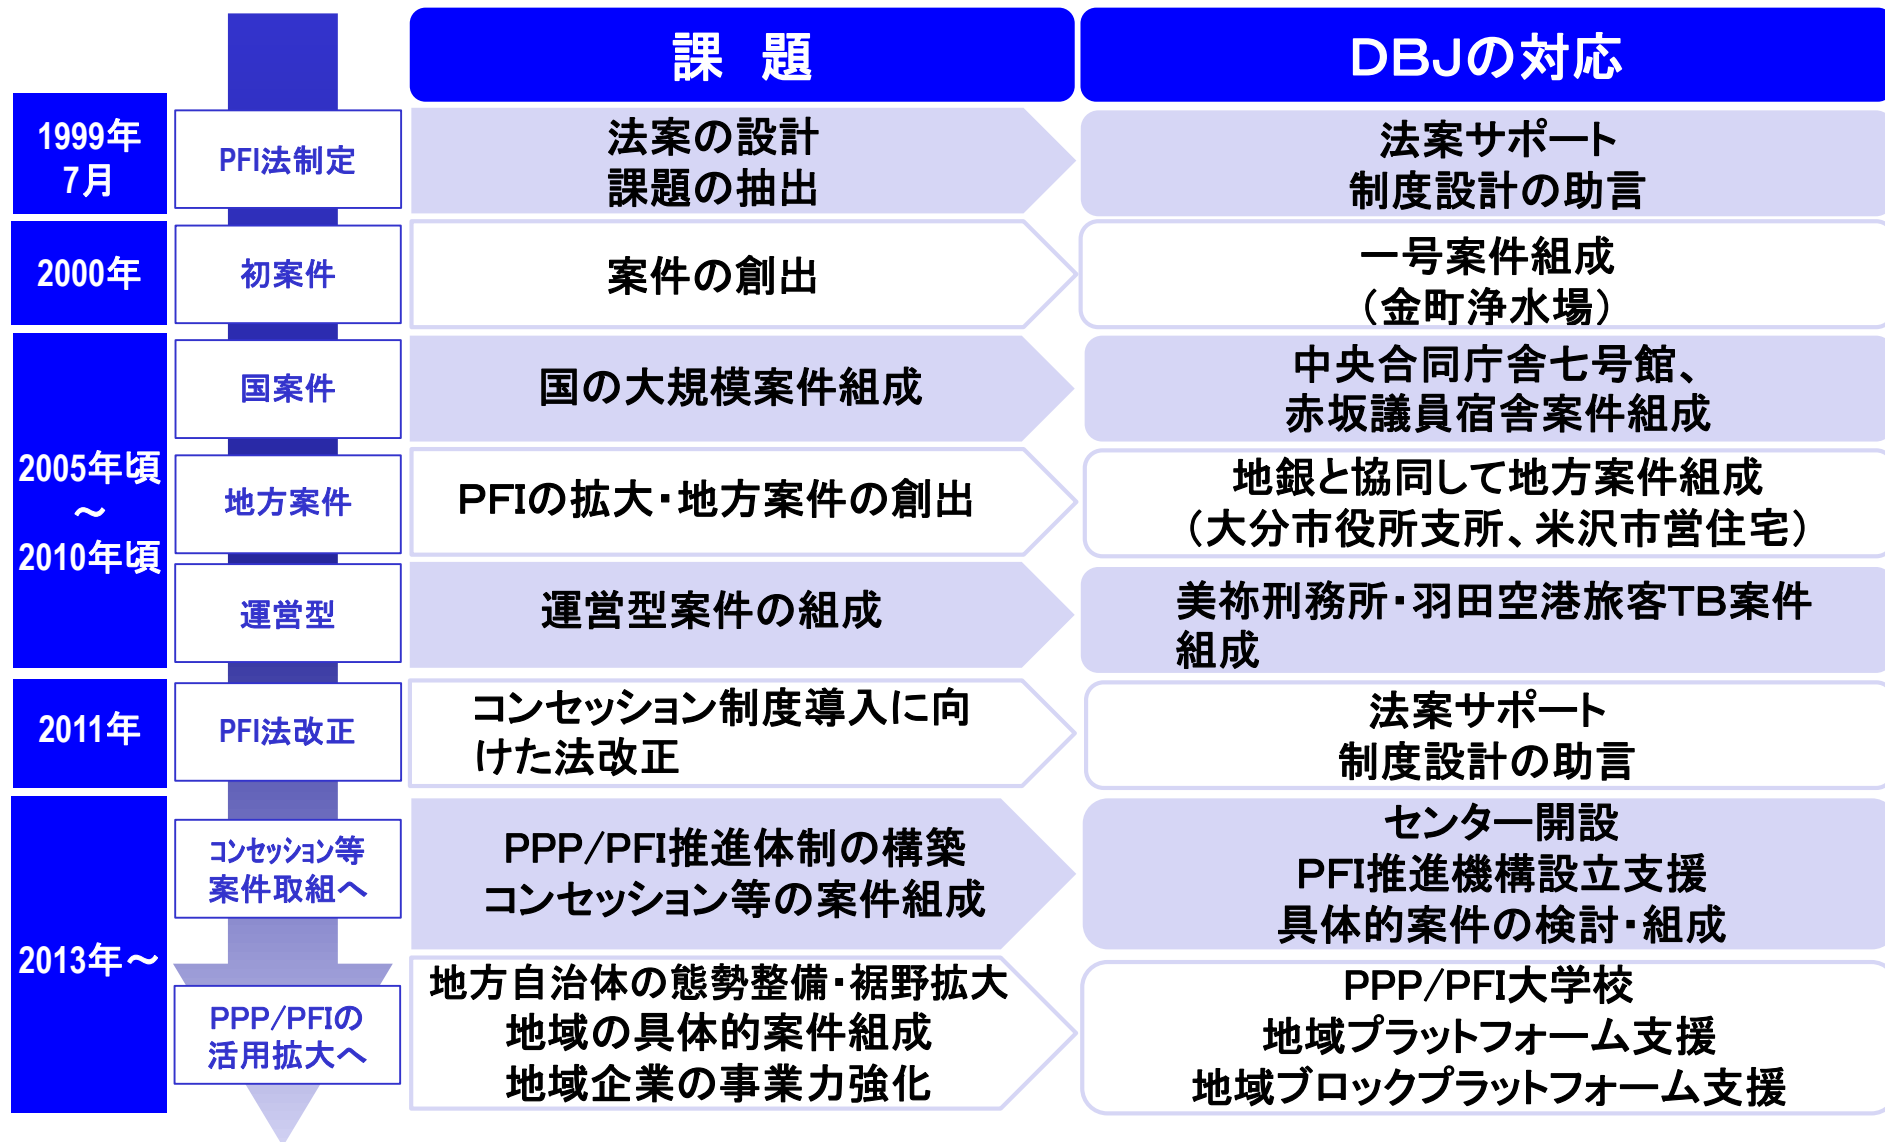 課 題
DBJの対応
1999年
7月
PFI法制定
法案の設計
課題の抽出
法案サポート
制度設計の助言
2000年
初案件
案件の創出
一号案件組成
（金町浄水場）
2005年頃
～
2010年頃
国案件
国の大規模案件組成
中央合同庁舎七号館、
赤坂議員宿舎案件組成
地方案件
PFIの拡大・地方案件の創出
地銀と協同して地方案件組成
（大分市役所支所、米沢市営住宅）
運営型
運営型案件の組成
美祢刑務所・羽田空港旅客TB案件
組成
2011年
PFI法改正
コンセッション制度導入に向
けた法改正
法案サポート
制度設計の助言
2013年～
コンセッション等
案件取組へ
PPP/PFI推進体制の構築
コンセッション等の案件組成
センター開設
PFI推進機構設立支援
具体的案件の検討・組成
PPP/PFIの
活用拡大へ
地方自治体の態勢整備・裾野拡大
地域の具体的案件組成
地域企業の事業力強化
PPP/PFI大学校
地域プラットフォーム支援
地域ブロックプラットフォーム支援